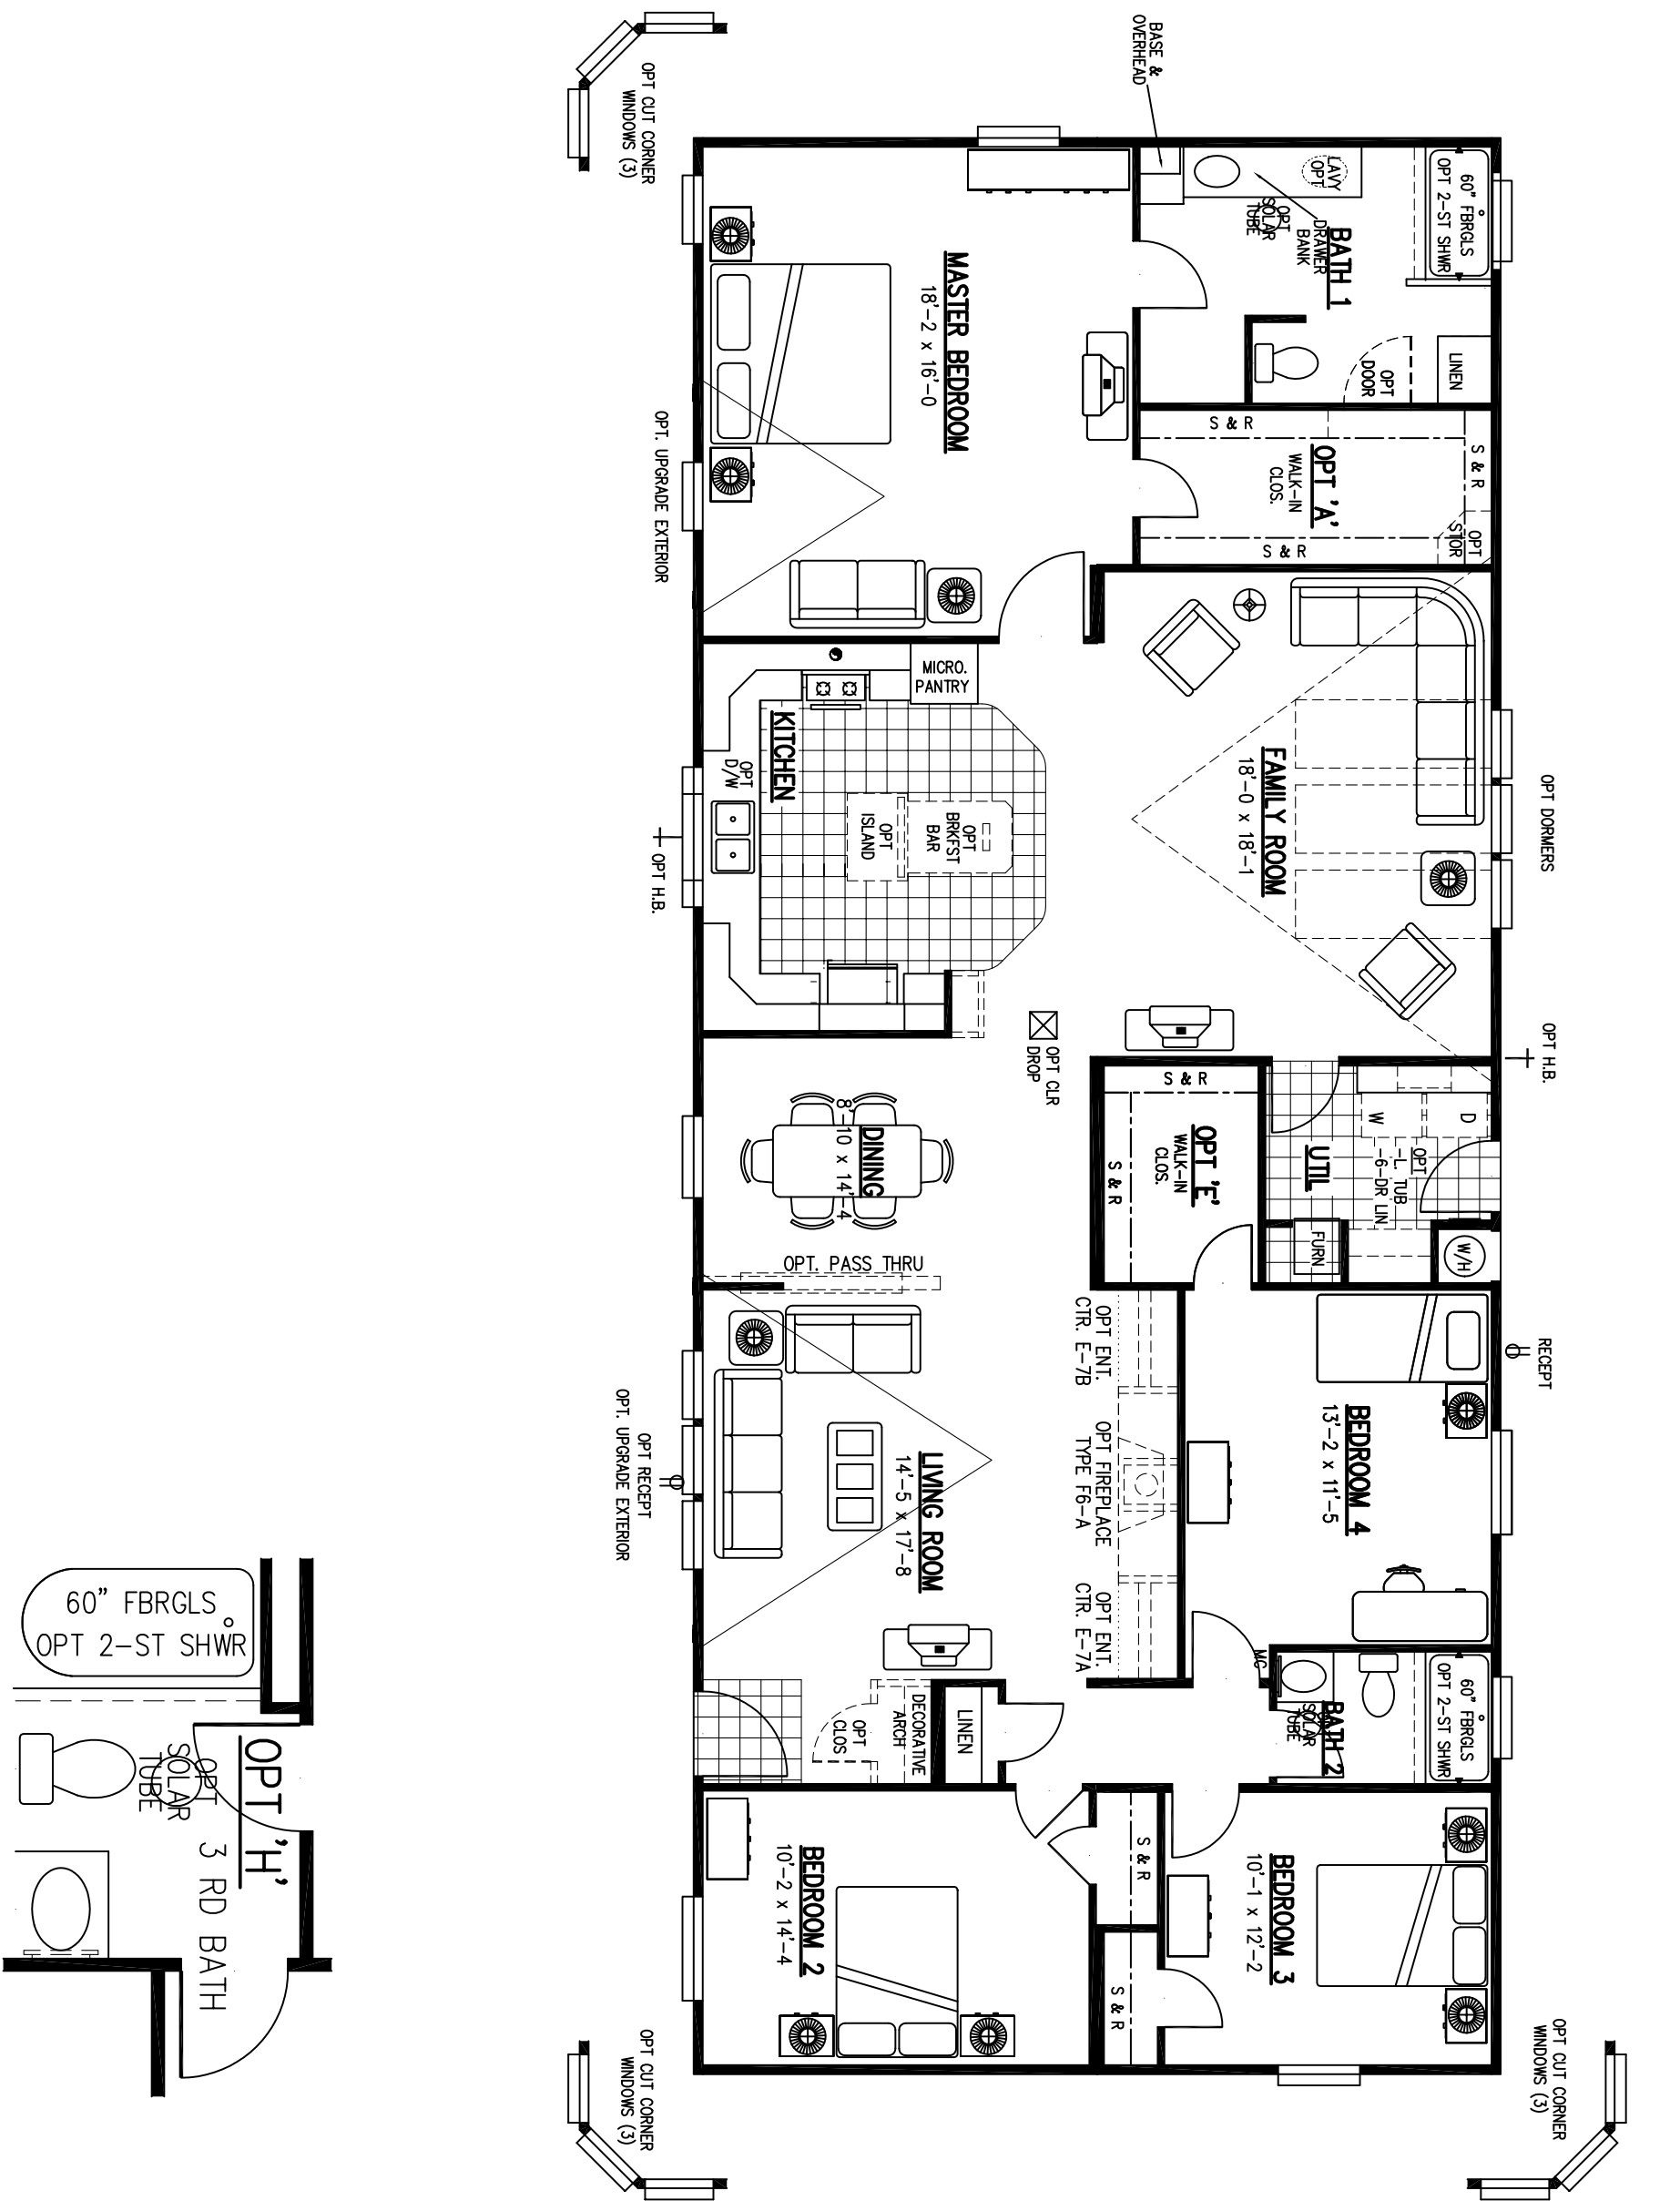 BASE &
OVERHEAD
OPT CUT CORNER
WINDOWS (3)
60" FBRGLS
OPT 2-ST SHWR
LAVY
OPT
OPT
SOLAR
TUBE
DRAWER
BANK
BATH 1
LINEN
OPT
DOOR
MASTER BEDROOM
18'-2 x 16'-0
S & R
S & R
OPT 'A'
WALK-IN
CLOS.
S & R
OPT
STOR
OPT. UPGRADE EXTERIOR
MICRO.
PANTRY
KITCHEN
OPT
D/W
OPT
ISLAND
OPT
BRKFST
BAR
OPT H.B.
FAMILY ROOM
18'-0 x 18'-1
OPT DORMERS
OPT H.B.
OPT CLR
DROP
S & R
OPT 'E'
WALK-IN
CLOS.
S & R
D
W
OPT
-L. TUB
-6-DR LIN
UTIL
FURN
W/H
DINING
8'-10 x 14'-4
OPT. PASS THRU
OPT ENT.
CTR. E-7B
OPT FIREPLACE
TYPE F6-A
OPT ENT.
CTR. E-7A
RECEPT
BEDROOM 4
13'-2 x 11'-5
LIVING ROOM
14'-5 x 17'-8
OPT RECEPT
OPT. UPGRADE EXTERIOR
MC
60" FBRGLS
OPT 2-ST SHWR
BATH 2
SOLAR
TUBE
LINEN
DECORATIVE
ARCH
OPT
CLOS
S & R
S & R
BEDROOM 3
10'-1 x 12'-2
BEDROOM 2
10'-2 x 14'-4
OPT CUT CORNER
WINDOWS (3)
OPT CUT CORNER
WINDOWS (3)
60" FBRGLS
OPT 2-ST SHWR
OPT 'H'
3 RD BATH
OPT
SOLAR
TUBE